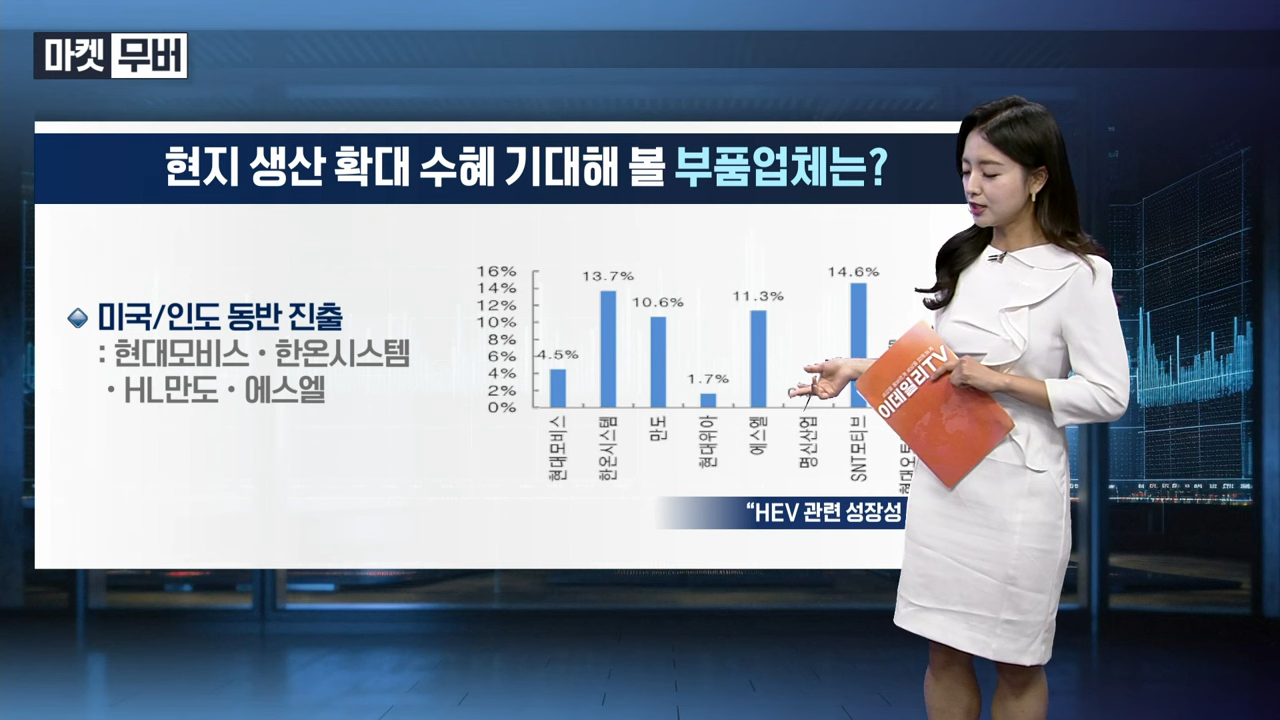 마켓 무버
현지 생산 확대 수혜 기대해 볼 부품업체는?
미국/인도 동반 진출
: 현대모비스・한온시스템
・HL만도・에스엘
16%
14%
12%
10%
8%
6%
4%
2%
0%
4.5%
13.7%
10.6%
1.7%
11.3%
14.6%
현대모비스
한온시스템
만도
현대위아
에스엘
명신산업
SNT모티브
이데일리TV
“HEV 관련 성장성